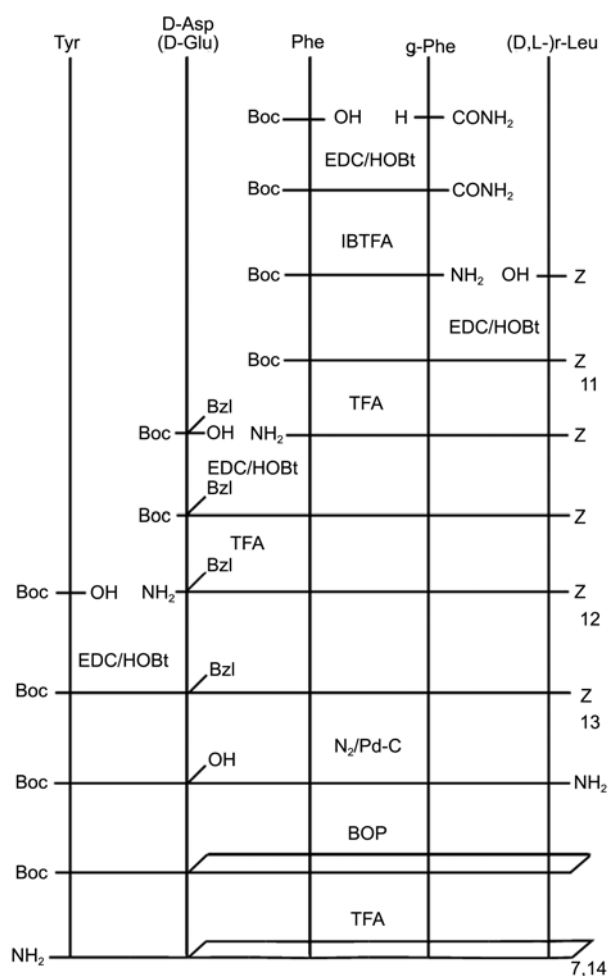 D-Asp
Tyr (D-Glu) Phe g-Phe (D,L-)r-Leu
Boc OH H CONH₂
EDC/HOBt
Boc CONH₂
IBTFA
Boc NH₂ OH Z
EDC/HOBt
Boc Z
11
TFA
Bzl
Boc OH NH₂ Z
EDC/HOBt
Bzl
Boc Z
TFA
Bzl
Boc OH NH₂ Z
12
EDC/HOBt
Bzl
Boc Z
13
N₂/Pd-C
OH
Boc NH₂
BOP
Boc
TFA
NH₂
7,14